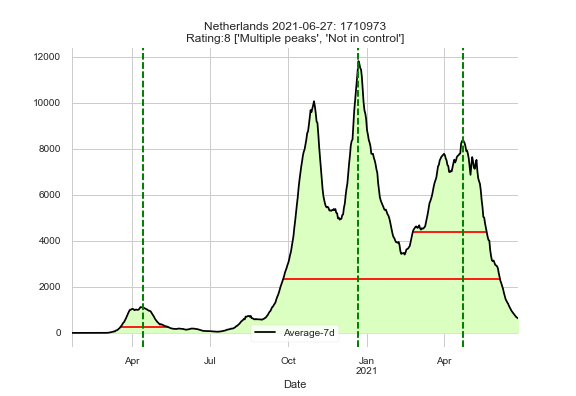 Netherlands 2021-06-27: 1710973
Rating:8 ['Multiple peaks', 'Not in control']
12000
10000
8000
6000
4000
2000
0
Average-7d
Apr
Jul
Oct
Jan
2021
Apr
Date